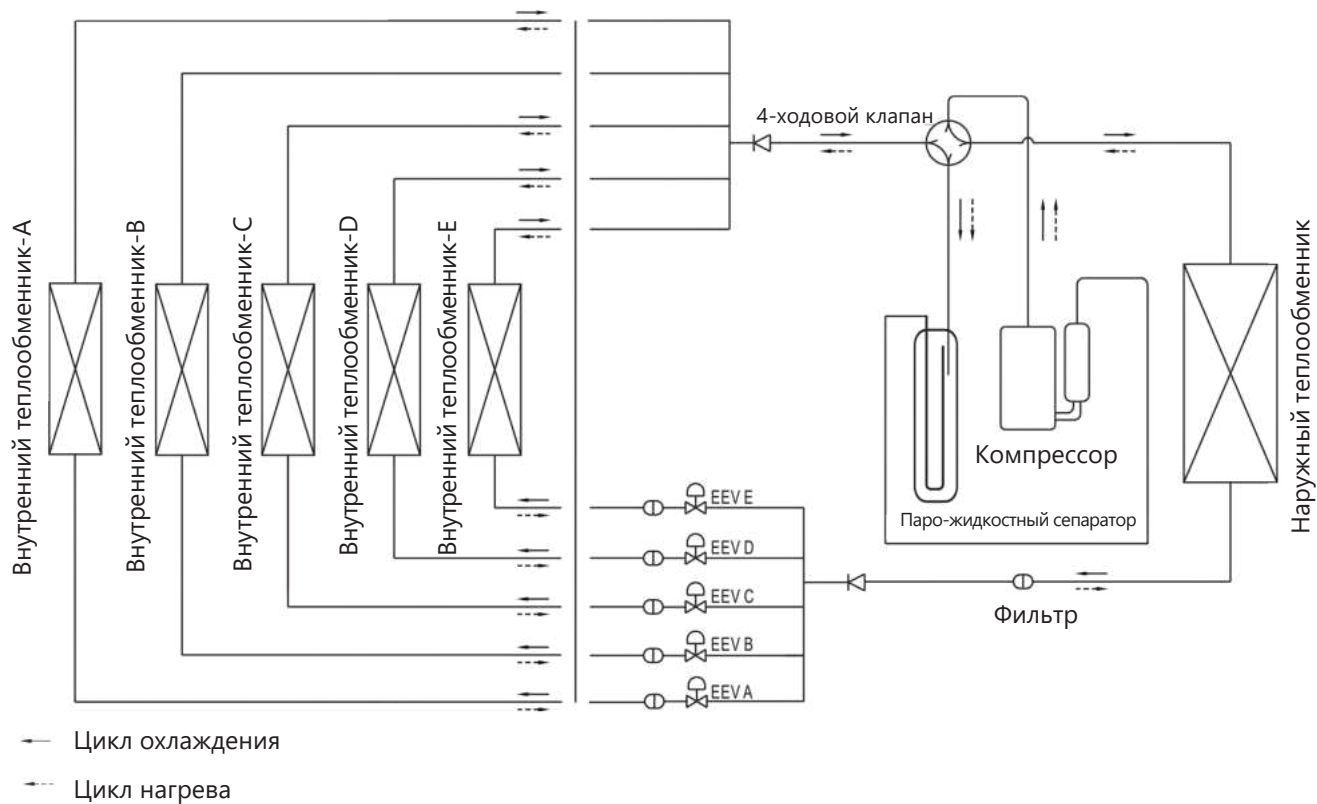 4-ходовой клапан
Внутренний теплообменник-A
Внутренний теплообменник-B
Внутренний теплообменник-C
Внутренний теплообменник-D
Внутренний теплообменник-E
Наружный теплообменник
Компрессор
Паро-жидкостный сепаратор
EEV E
EEV D
EEV C
EEV B
EEV A
Фильтр
Цикл охлаждения
Цикл нагрева